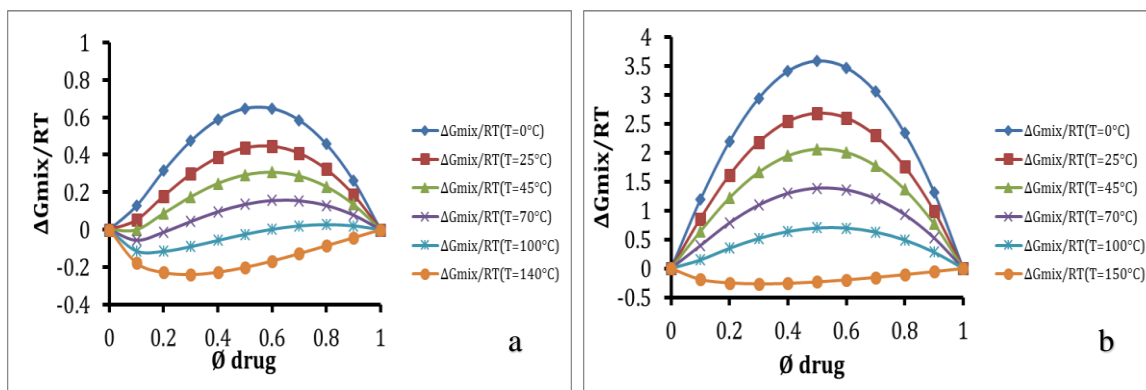 ΔGmix/RT
1
0.8
0.6
0.4
0.2
0
-0.2
-0.4
0 0.2 0.4 0.6 0.8 1
Ø drug
a
ΔGmix/RT(T=0°C)
ΔGmix/RT(T=25°C)
ΔGmix/RT(T=45°C)
ΔGmix/RT(T=70°C)
ΔGmix/RT(T=100°C)
ΔGmix/RT(T=140°C)
ΔGmix/RT
4
3.5
3
2.5
2
1.5
1
0.5
0
-0.5
0 0.2 0.4 0.6 0.8 1
Ø drug
b
ΔGmix/RT(T=0°C)
ΔGmix/RT(T=25°C)
ΔGmix/RT(T=45°C)
ΔGmix/RT(T=70°C)
ΔGmix/RT(T=100°C)
ΔGmix/RT(T=150°C)